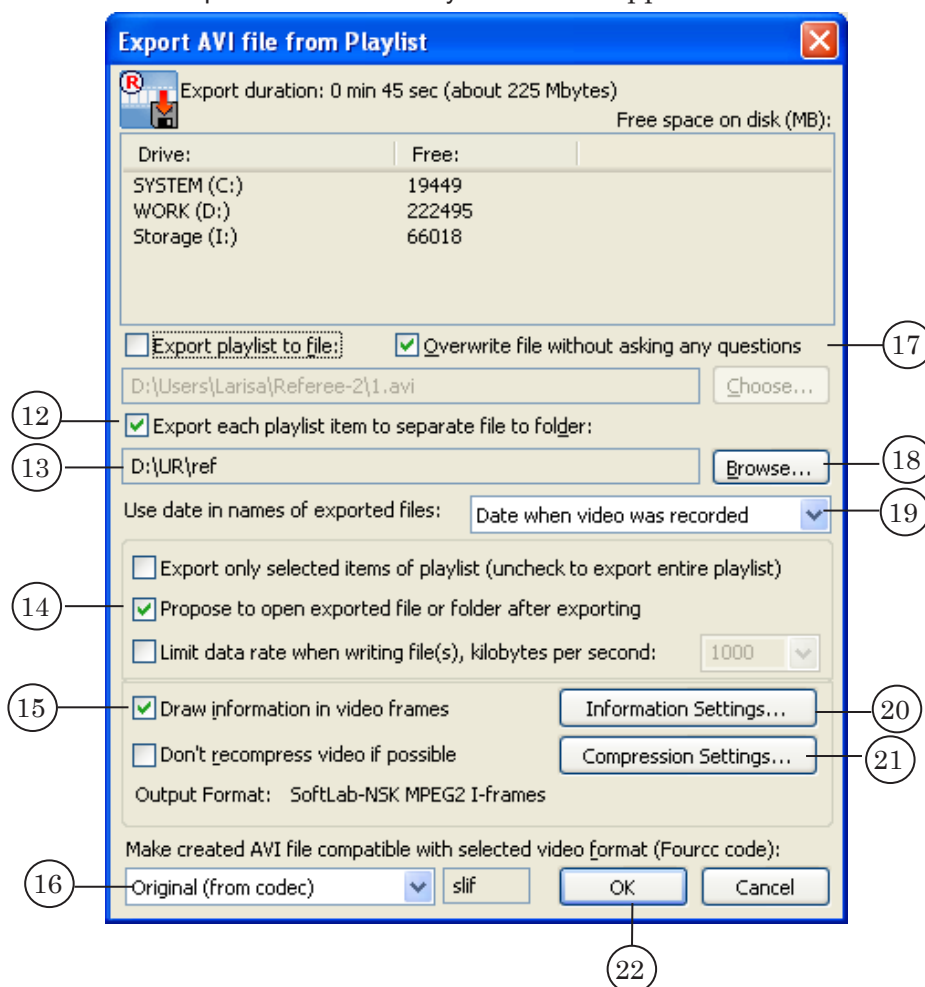 Export AVI file from Playlist
R
Export duration: 0 min 45 sec (about 225 Mbytes)
Free space on disk (MB):
Drive: Free:
SYSTEM (C:) 19449
WORK (D:) 222495
Storage (I:) 66018
Export playlist to file: Overwrite file without asking any questions 17
D:\Users\Larisa\Referee-2\1.avi Choose...
12 Export each playlist item to separate file to folder:
13 D:\UR\ref Browse... 18
Use date in names of exported files: Date when video was recorded 19
Export only selected items of playlist (uncheck to export entire playlist)
14 Propose to open exported file or folder after exporting
Limit data rate when writing file(s), kilobytes per second: 1000
15 Draw information in video frames Information Settings... 20
Don't recompress video if possible Compression Settings... 21
Output Format: SoftLab-NSK MPEG2 I-frames
Make created AVI file compatible with selected video format (Fourcc code):
16 Original (from codec) slif OK Cancel
22